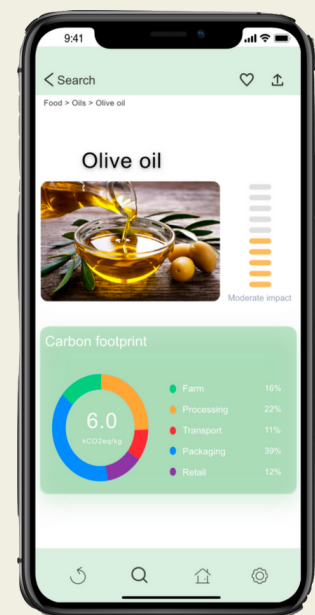 9:41
Search
Food > Oils > Olive oil
Olive oil
Moderate impact
Carbon footprint
6.0
kCO2eq/kg
Farm 16%
Processing 22%
Transport 11%
Packaging 39%
Retail 12%